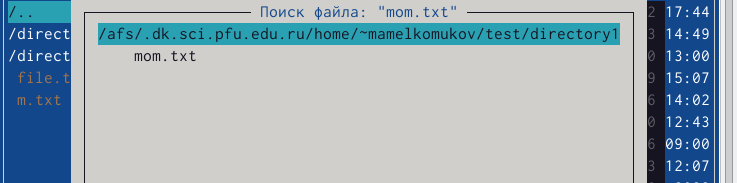 /.. Поиск файла: "mom.txt" 2 17:44
/direct /afs/.dk.sci.pfu.edu.ru/home/~mamelkomukov/test/directory1 3 14:49
/direct mom.txt 0 13:00
file.t 9 15:07
m.txt 6 14:02
0 12:43
6 09:00
3 12:07